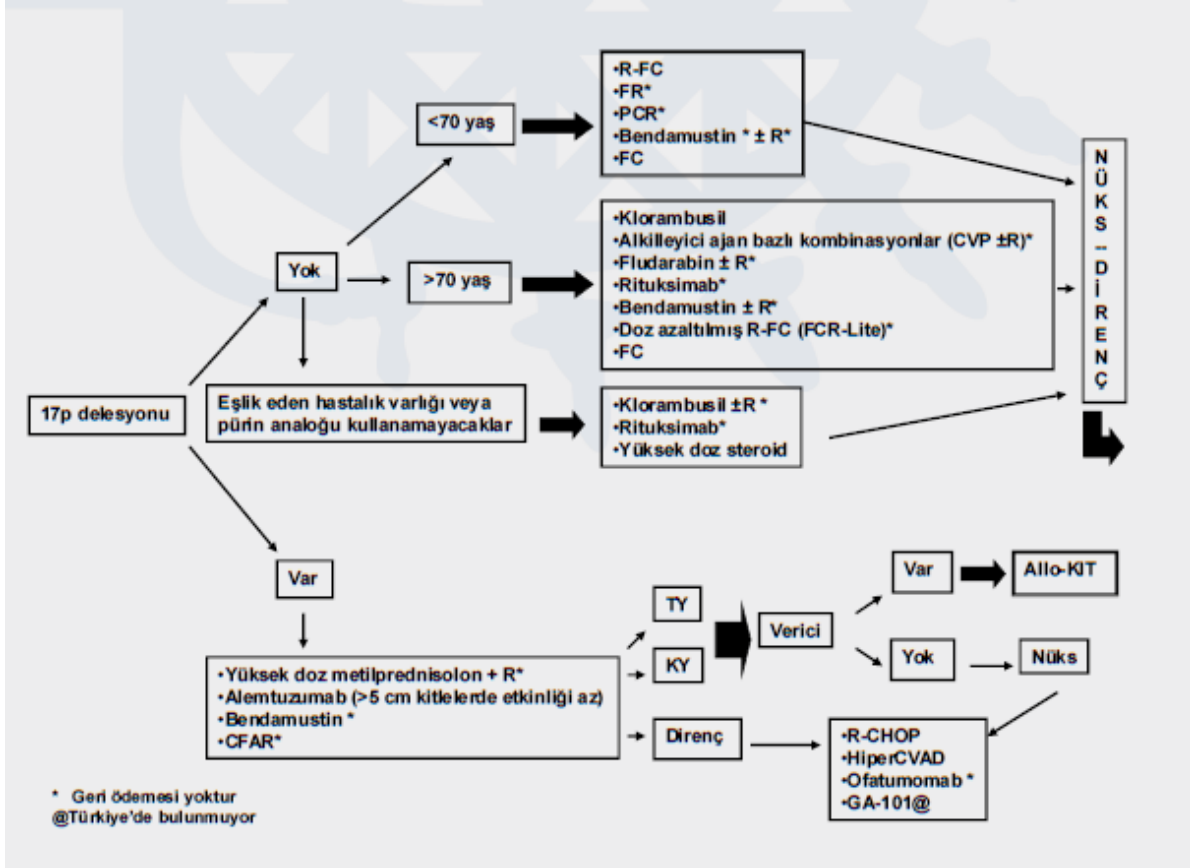 17p delesyonu
Yok
<70 yaş
•R-FC
•FR*
•PCR*
•Bendamustin * ± R*
•FC
>70 yaş
•Klorambusil
•Alkilleyici ajan bazlı kombinasyonlar (CVP ±R)*
•Fludarabin ± R*
•Rituksimab*
•Bendamustin ± R*
•Doz azaltılmış R-FC (FCR-Lite)*
•FC
Eşlik eden hastalık varlığı veya
pürin analoğu kullanamayacaklar
•Klorambusil ±R *
•Rituksimab*
•Yüksek doz steroid
N
Ü
K
S
--
D
İ
R
E
N
Ç
Var
•Yüksek doz metilprednisolon + R*
•Alemtuzumab (>5 cm kitlelerde etkinliği az)
•Bendamustin *
•CFAR*
TY
KY
Direnç
Verici
Var
Allo-KIT
Yok
Nüks
•R-CHOP
•HiperCVAD
•Ofatumomab *
•GA-101@
* Geri ödemesi yoktur
@Türkiye'de bulunmuyor